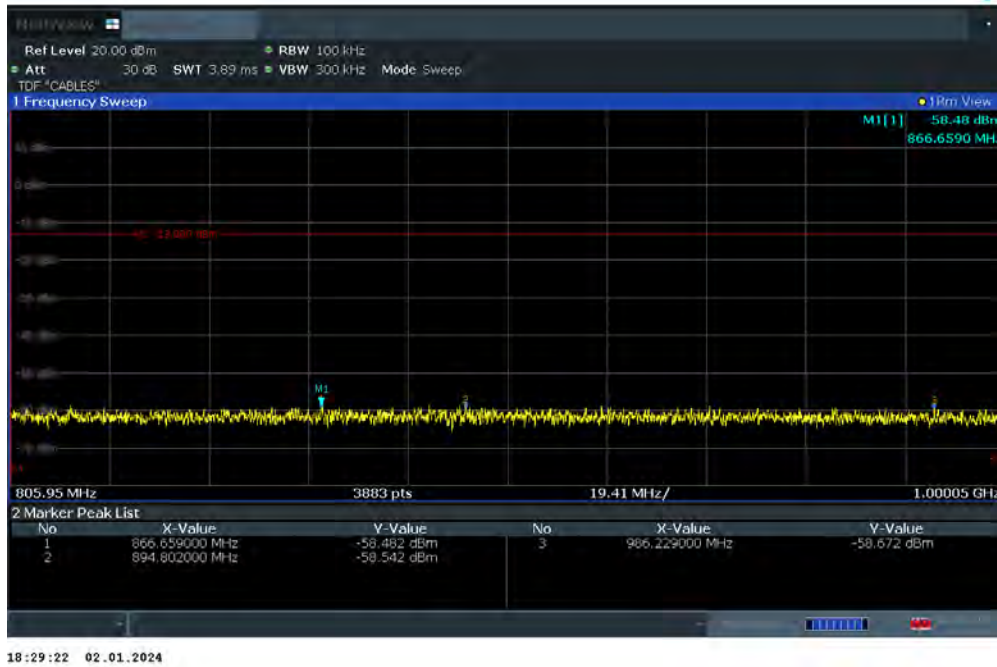 MultiView
Ref Level 20.00 dBm RBW 100 kHz
Att 30 dB SWT 3.89 ms VBW 300 kHz Mode Sweep
TDF "CABLES"
1 Frequency Sweep 1Rm View
M1[1] -58.48 dBm
866.6590 MHz
M1
2
3
805.95 MHz 3883 pts 19.41 MHz/ 1.00005 GHz
2 Marker Peak List
No X-Value Y-Value No X-Value Y-Value
1 866.659000 MHz -58.482 dBm 3 986.229000 MHz -58.672 dBm
2 894.802000 MHz -58.542 dBm
18:29:22 02.01.2024